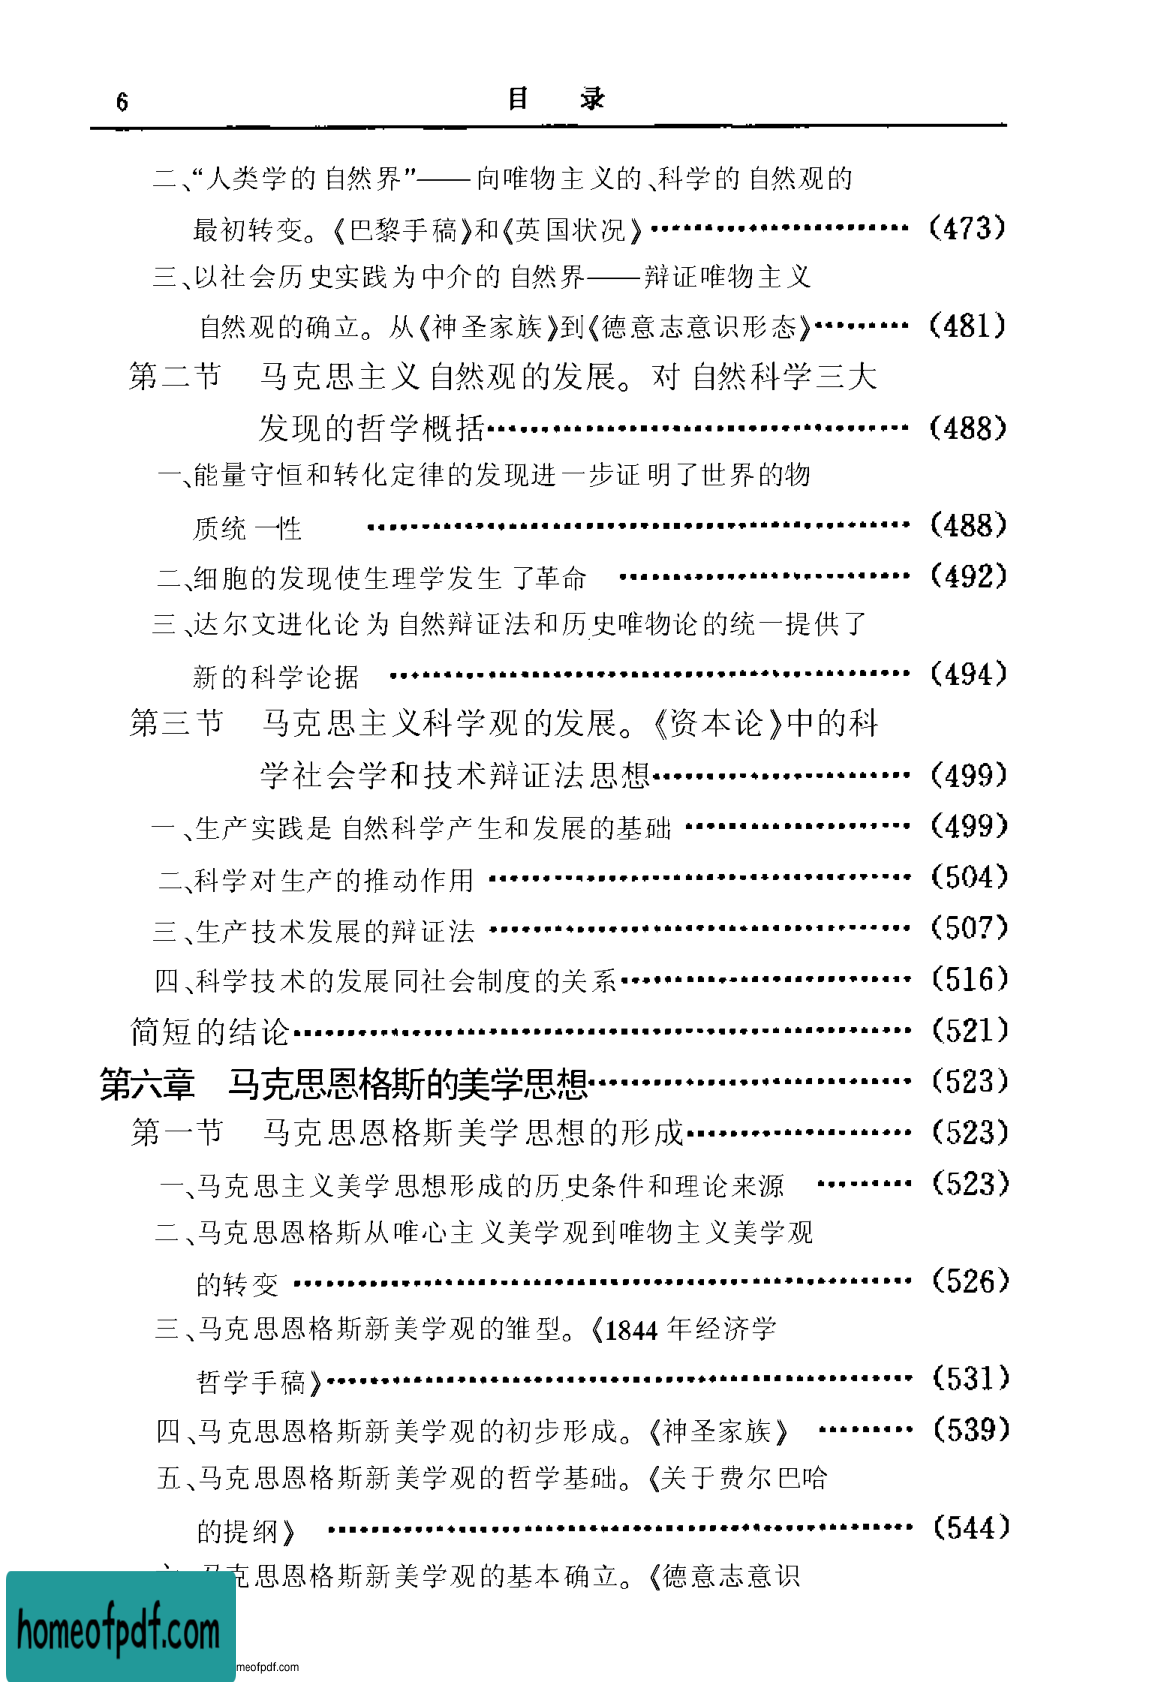 6 目 录
二、“人类学的自然界”——向唯物主义的、科学的自然观的
最初转变。《巴黎手稿》和《英国状况》……………………(473)
三、以社会历史实践为中介的自然界——辩证唯物主义
自然观的确立。从《神圣家族》到《德意志意识形态》………(481)
第二节 马克思主义自然观的发展。对自然科学三大
发现的哲学概括…………………………………(488)
一、能量守恒和转化定律的发现进一步证明了世界的物
质统一性 ……………………………………………(488)
二、细胞的发现使生理学发生了革命 ………………………(492)
三、达尔文进化论为自然辩证法和历史唯物论的统一提供了
新的科学论据 …………………………………………(494)
第三节 马克思主义科学观的发展。《资本论》中的科
学社会学和技术辩证法思想……………………(499)
一、生产实践是自然科学产生和发展的基础 …………………(499)
二、科学对生产的推动作用 …………………………………(504)
三、生产技术发展的辩证法 …………………………………(507)
四、科学技术的发展同社会制度的关系………………………(516)
简短的结论…………………………………………………(521)
第六章 马克思恩格斯的美学思想…………………………(523)
第一节 马克思恩格斯美学思想的形成…………………(523)
一、马克思主义美学思想形成的历史条件和理论来源 ………(523)
二、马克思恩格斯从唯心主义美学观到唯物主义美学观
的转变 ……………………………………………………(526)
三、马克思恩格斯新美学观的雏型。《1844年经济学
哲学手稿》…………………………………………………(531)
四、马克思恩格斯新美学观的初步形成。《神圣家族》 ………(539)
五、马克思恩格斯新美学观的哲学基础。《关于费尔巴哈
的提纲》 …………………………………………………(544)
克思恩格斯新美学观的基本确立。《德意志意识
homeofpdf.com
meofpdf.com